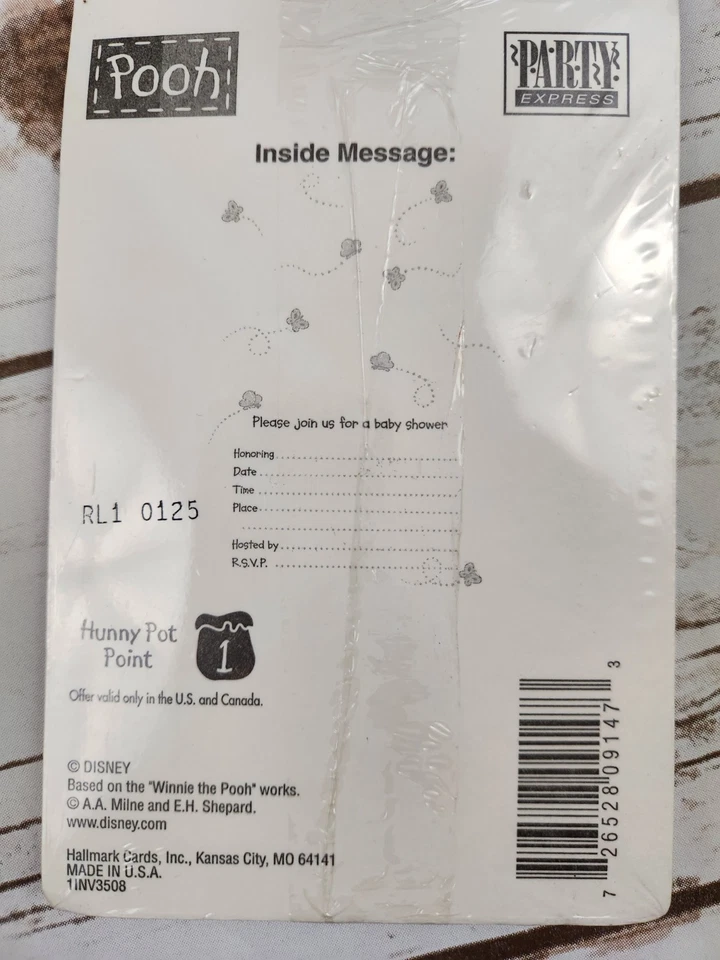 Pooh
PARTY
EXPRESS
Inside Message:
Please join us for a baby shower
Honoring
Date
Time
Place
Hosted by
R.S.V.P.
RL1 0125
Hunny Pot
Point
1
Offer valid only in the U.S. and Canada.
© DISNEY
Based on the "Winnie the Pooh" works.
© A.A. Milne and E.H. Shepard.
www.disney.com
Hallmark Cards, Inc., Kansas City, MO 64141
MADE IN U.S.A.
1INV3508
7 26528 09147 3